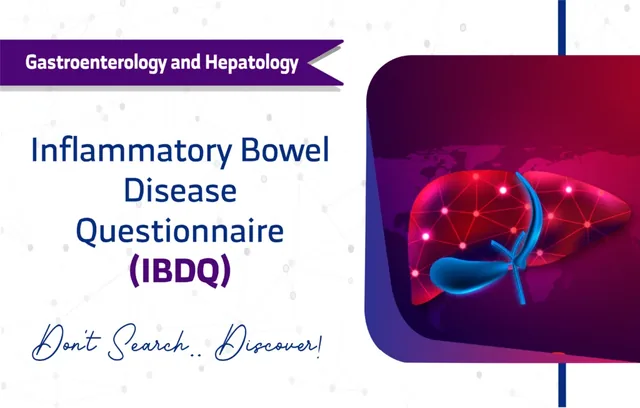 Gastroenterology and Hepatology
Inflammatory Bowel
Disease
Questionnaire
(IBDQ)
Don't Search.. Discover!